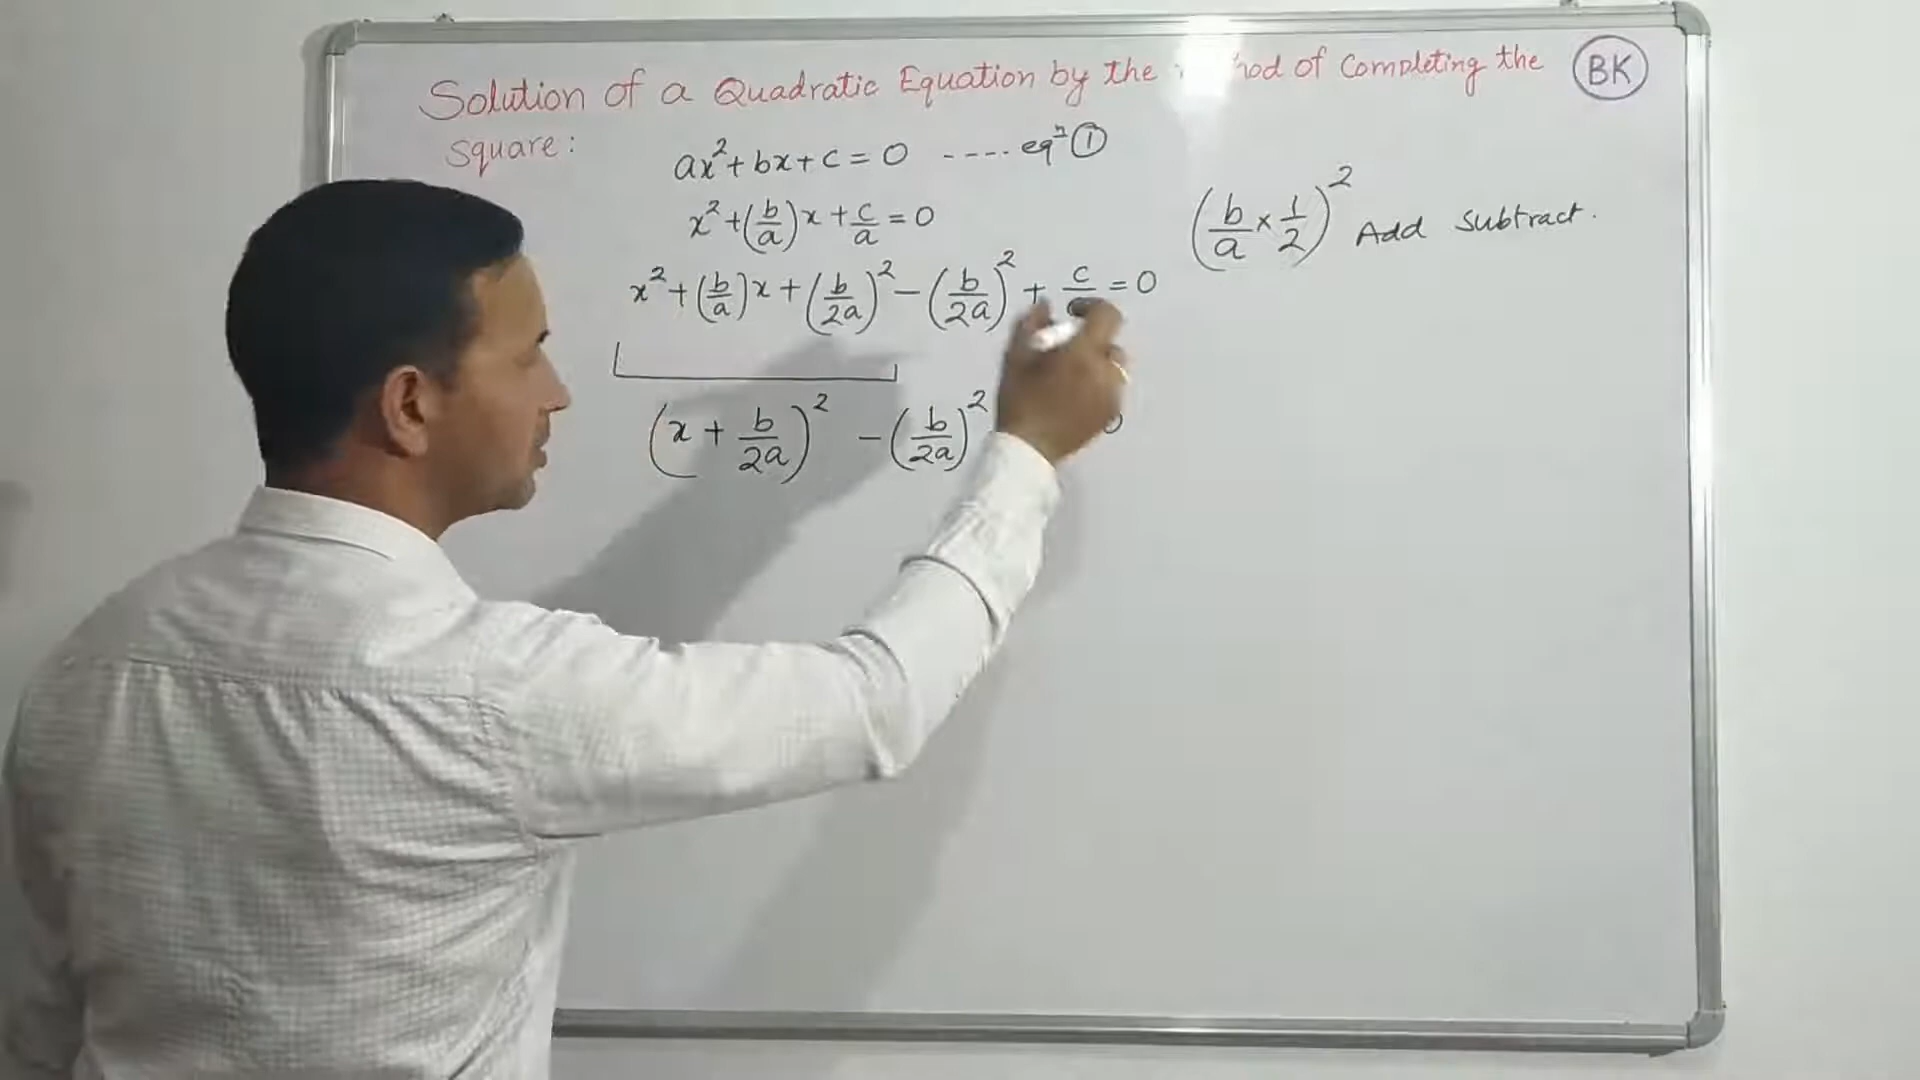 Solution of a Quadratic Equation by the hod of Completing the
square:
BK
ax² + bx + c = 0 ---- eqⁿ ①
x² + (b/a)x + c/a = 0
(b/a × 1/2)² Add subtract.
x² + (b/a)x + (b/2a)² - (b/2a)² + c = 0
(x + b/2a)² - (b/2a)²